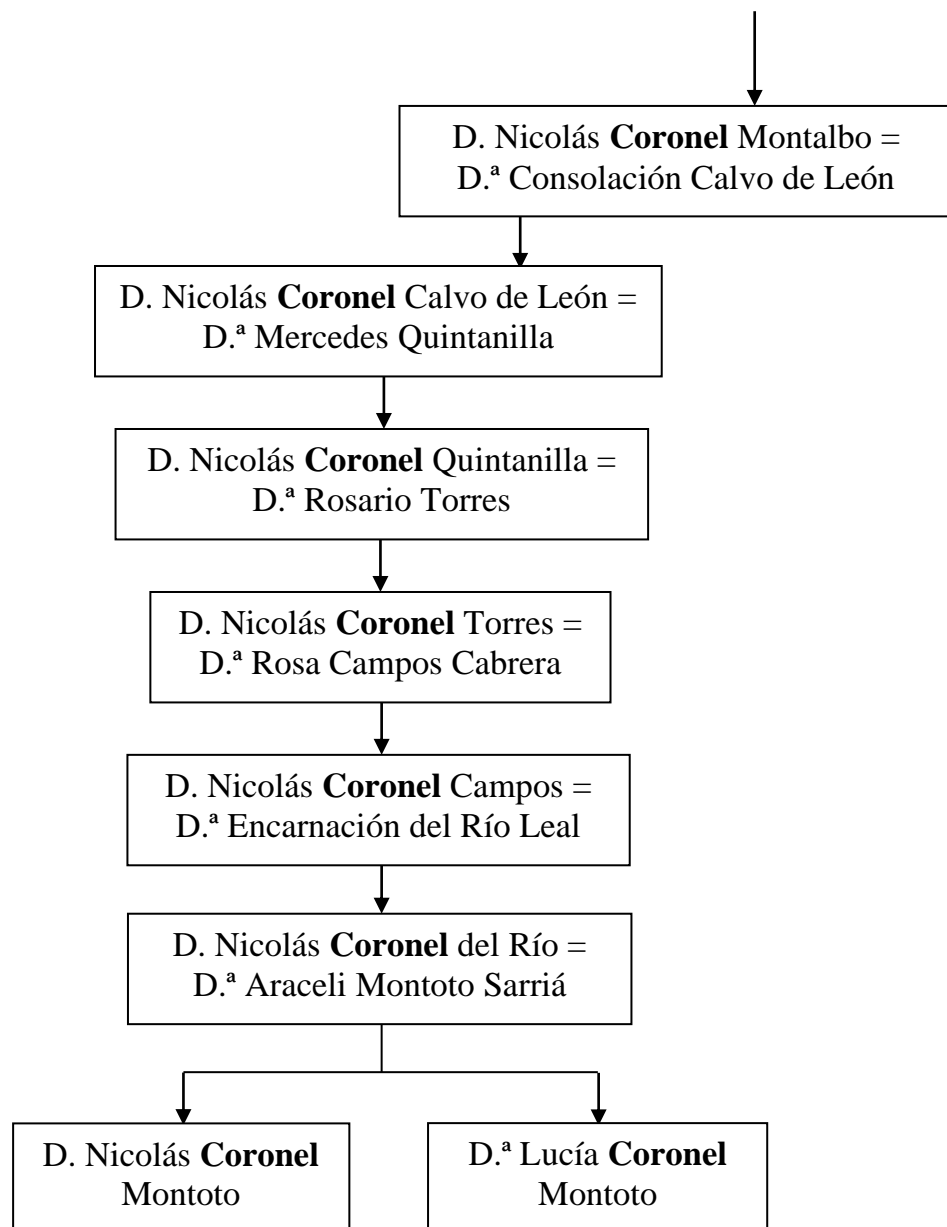 D. Nicolás Coronel Montalbo =
D.ª Consolación Calvo de León
D. Nicolás Coronel Calvo de León =
D.ª Mercedes Quintanilla
D. Nicolás Coronel Quintanilla =
D.ª Rosario Torres
D. Nicolás Coronel Torres =
D.ª Rosa Campos Cabrera
D. Nicolás Coronel Campos =
D.ª Encarnación del Río Leal
D. Nicolás Coronel del Río =
D.ª Araceli Montoto Sarriá
D. Nicolás Coronel
Montoto
D.ª Lucía Coronel
Montoto